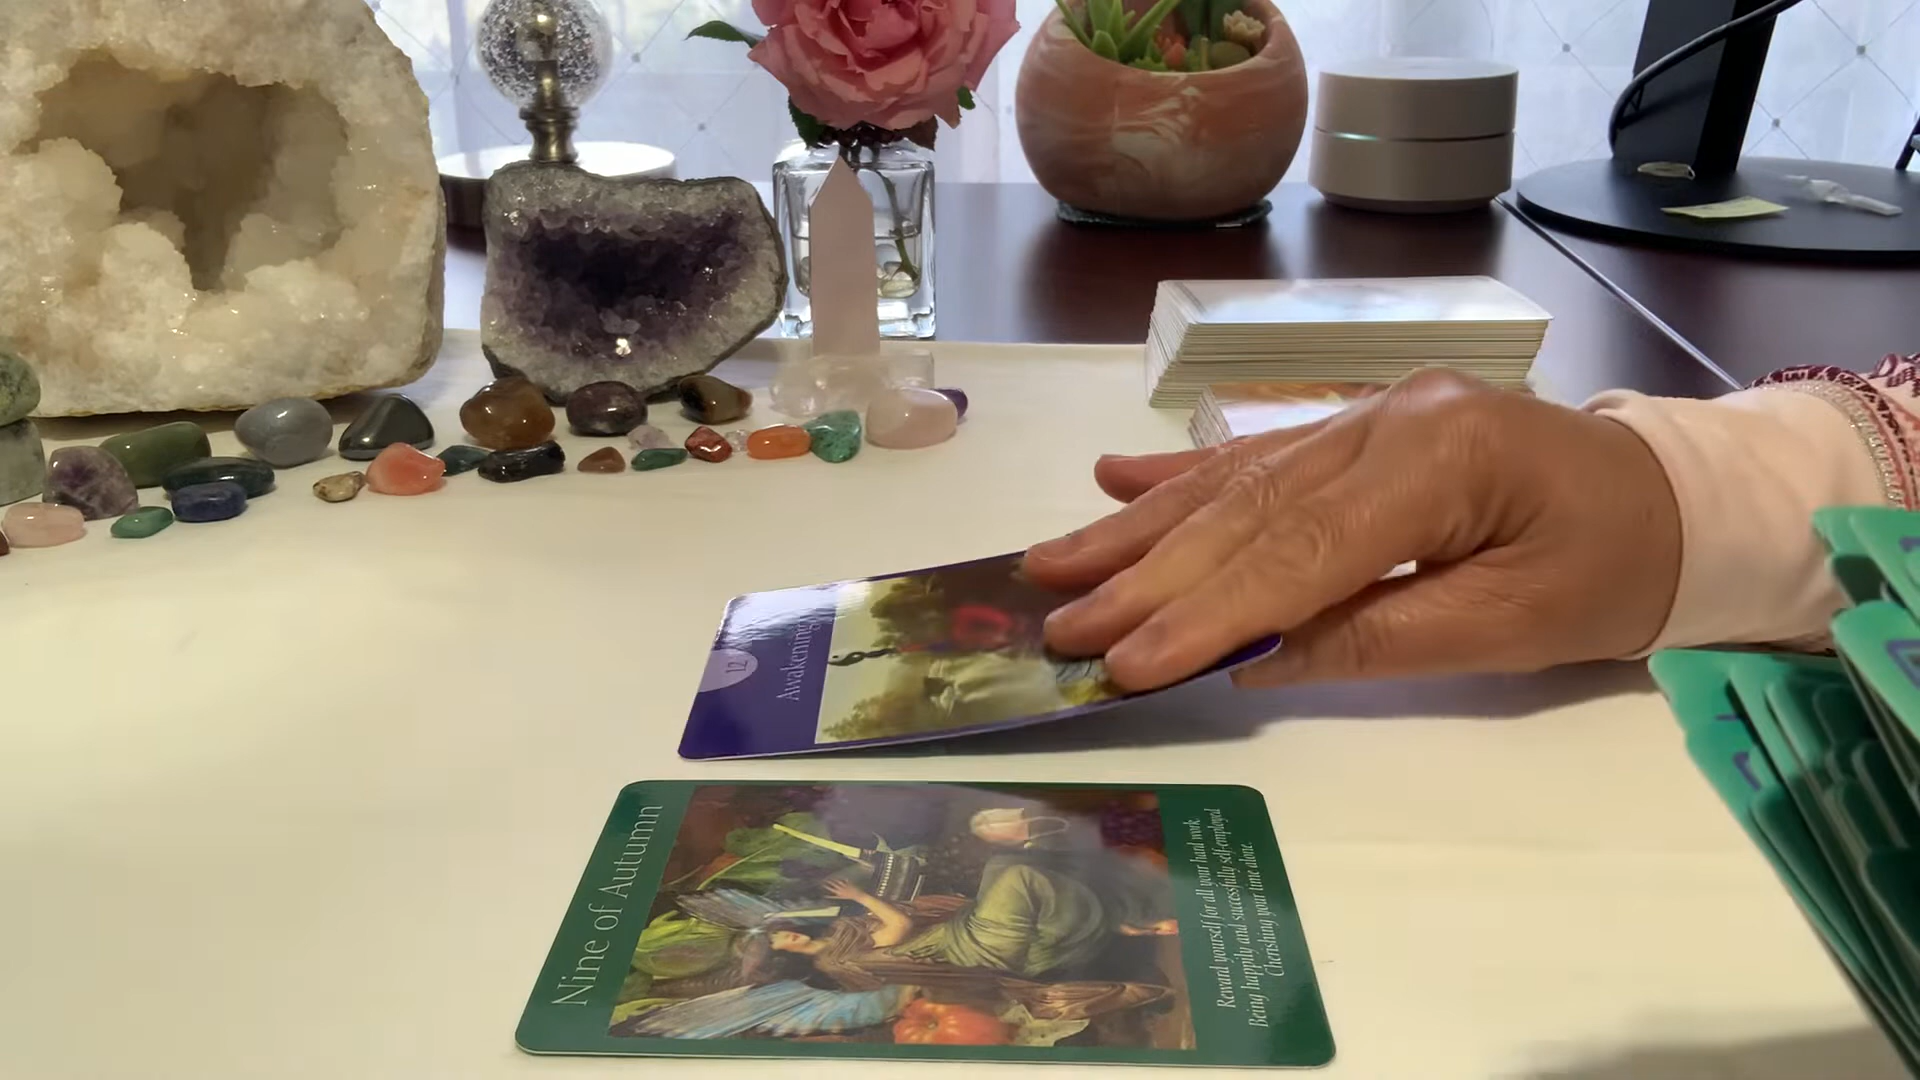 12
Awakening
Nine of Autumn
Reward yourself for all your hard work.
Being happily and successfully self-employed
Cherishing your time alone.